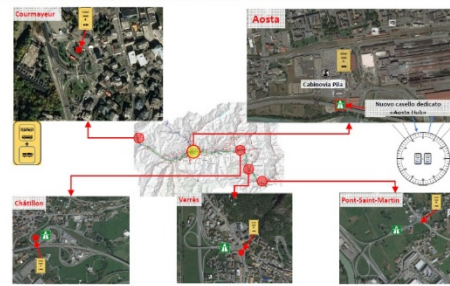 Courmayeur
Aosta
Cabinovia Pila
Nuovo casello dedicato
«Aosta Hub»
Châtillon
Verrès
Pont-Saint-Martin